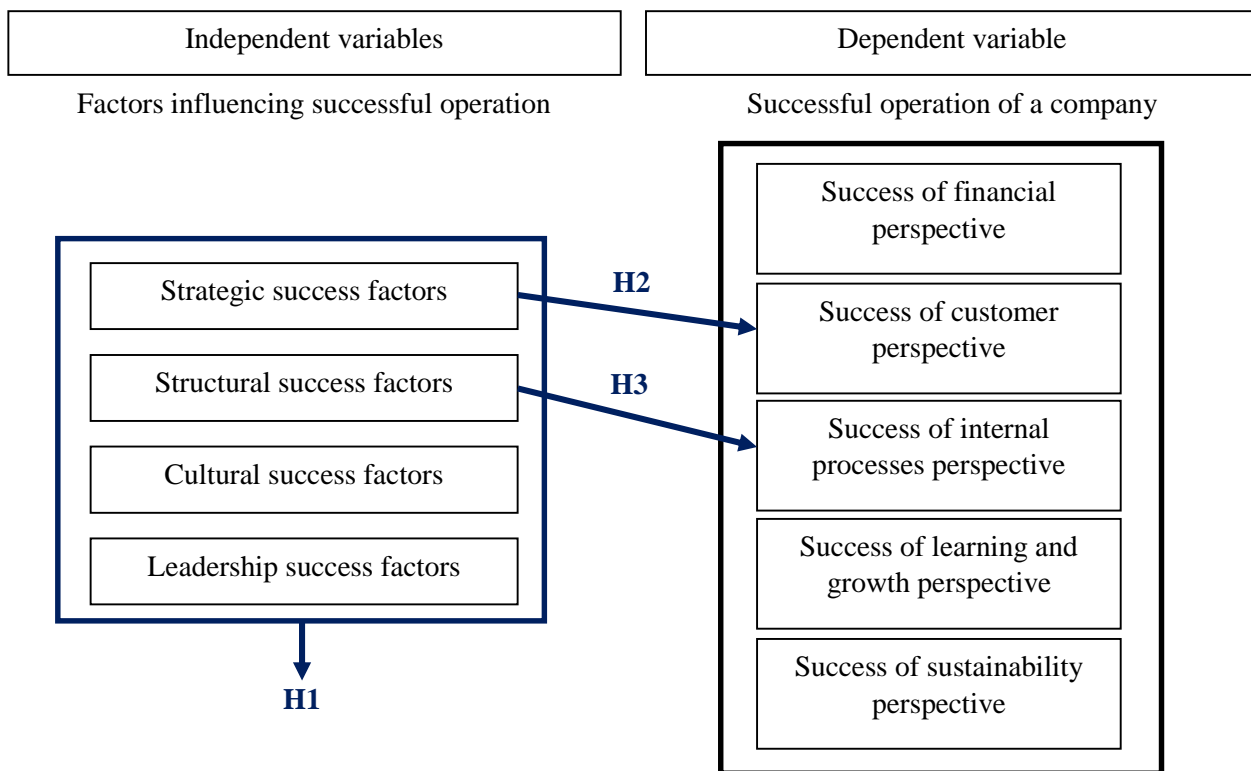 Independent variables
Dependent variable
Factors influencing successful operation
Successful operation of a company
Strategic success factors
Structural success factors
Cultural success factors
Leadership success factors
H1
H2
H3
Success of financial
perspective
Success of customer
perspective
Success of internal
processes perspective
Success of learning and
growth perspective
Success of sustainability
perspective